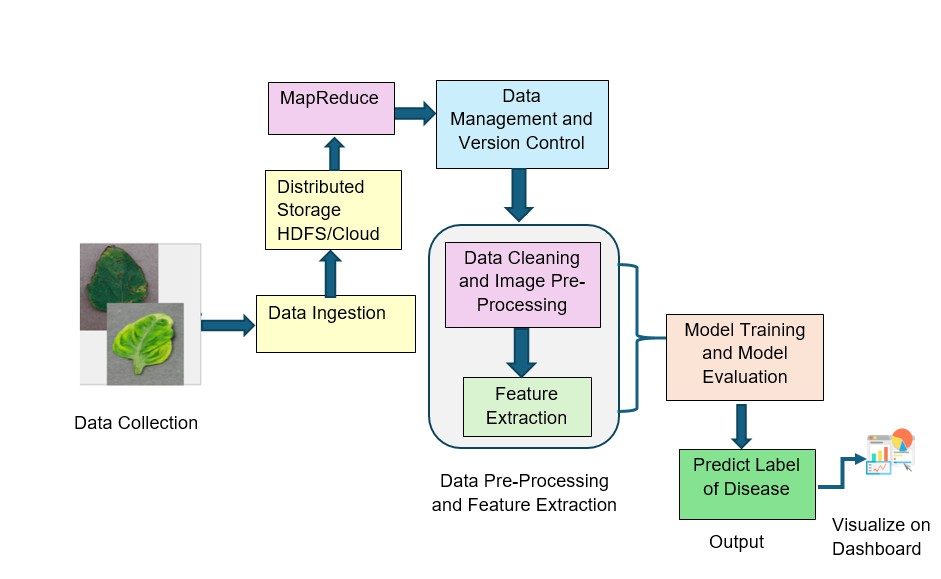 MapReduce
Data
Management and
Version Control
Distributed
Storage
HDFS/Cloud
Data Cleaning
and Image Pre-
Processing
Data Ingestion
Model Training
and Model
Evaluation
Feature
Extraction
Data Collection
Predict Label
of Disease
Data Pre-Processing
and Feature Extraction
Output
Visualize on
Dashboard